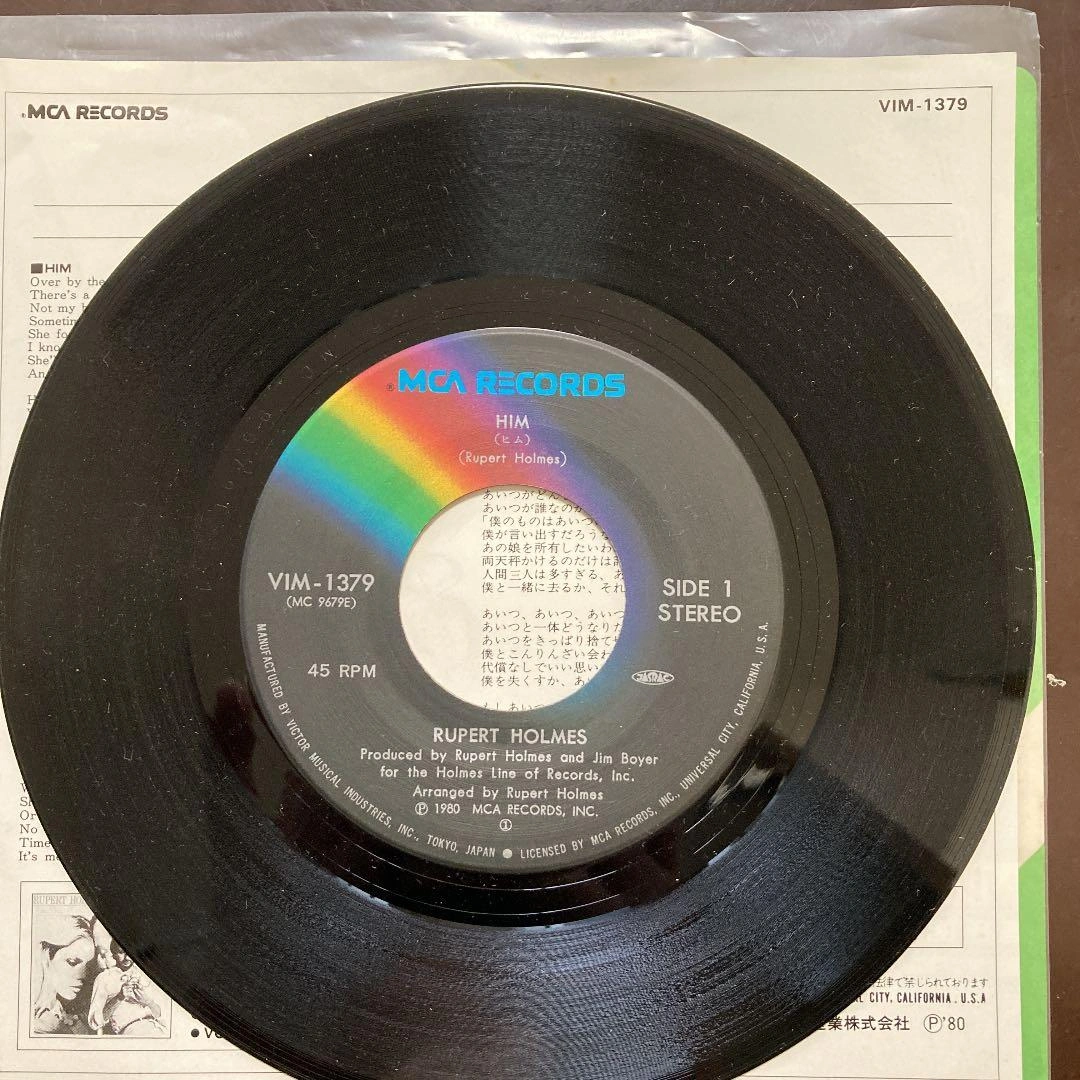 MCA RECORDS
VIM-1379
■HIM
Over by the
There's a
Not my
She
I
She'
An
MCA RECORDS
HIM
(ヒム)
(Rupert Holmes)
あいつがどん
あいつが誰なのか
「僕のものはあいつ、
僕が言い出すだろう
あの娘を所有したいわ
両天秤かけるのだけは
人間三人は多すぎる、あ
僕と一緒に去るか、それ
あいつ、あいつ、あいつ
あいつと一体どうなりた
あいつをきっぱり捨て
僕とこんりんざい会わ
代償なしでいい思い
僕を失くすか、あ
もしあいつ
VIM-1379
(MC 9679E)
SIDE 1
STEREO
45 RPM
JASRAC
RUPERT HOLMES
Produced by Rupert Holmes and Jim Boyer
for the Holmes Line of Records, Inc.
Arranged by Rupert Holmes
Ⓟ 1980 MCA RECORDS, INC.
①
MANUFACTURED BY VICTOR MUSICAL INDUSTRIES, INC., TOKYO, JAPAN ● LICENSED BY MCA RECORDS, INC., UNIVERSAL CITY, CALIFORNIA, U.S.A.
Or
No
Time
It's me
RUPERT HO
法律で禁じられております
CITY, CALIFORNIA. U.S.A
業株式会社 Ⓟ'80